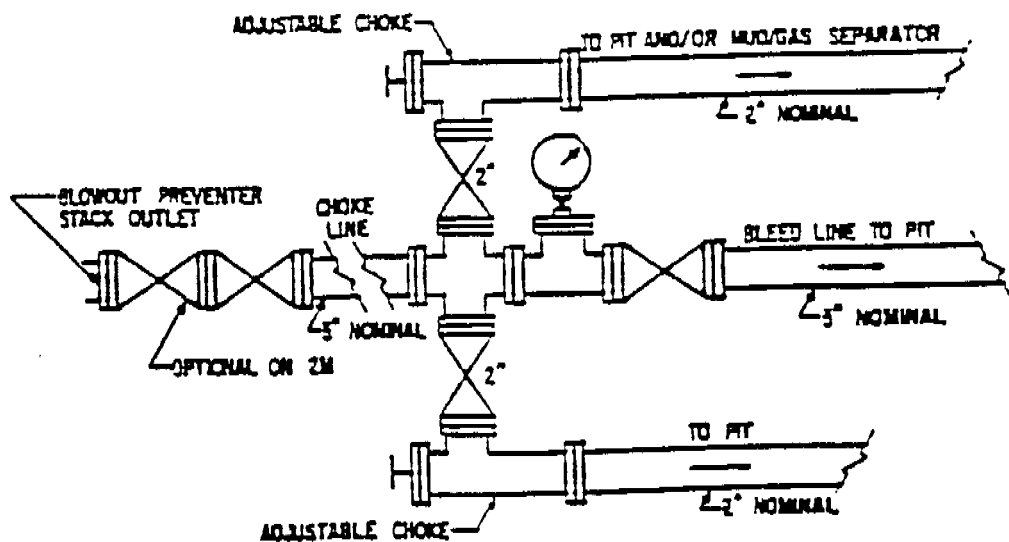 ADJUSTABLE CHOKE
TO PIT AND/OR MUD/GAS SEPARATOR
2" NOMINAL
2"
BLOWOUT PREVENTER
STACK OUTLET
CHOKE
LINE
BLEED LINE TO PIT
3" NOMINAL
3" NOMINAL
OPTIONAL ON 2M
2"
TO PIT
2" NOMINAL
ADJUSTABLE CHOKE